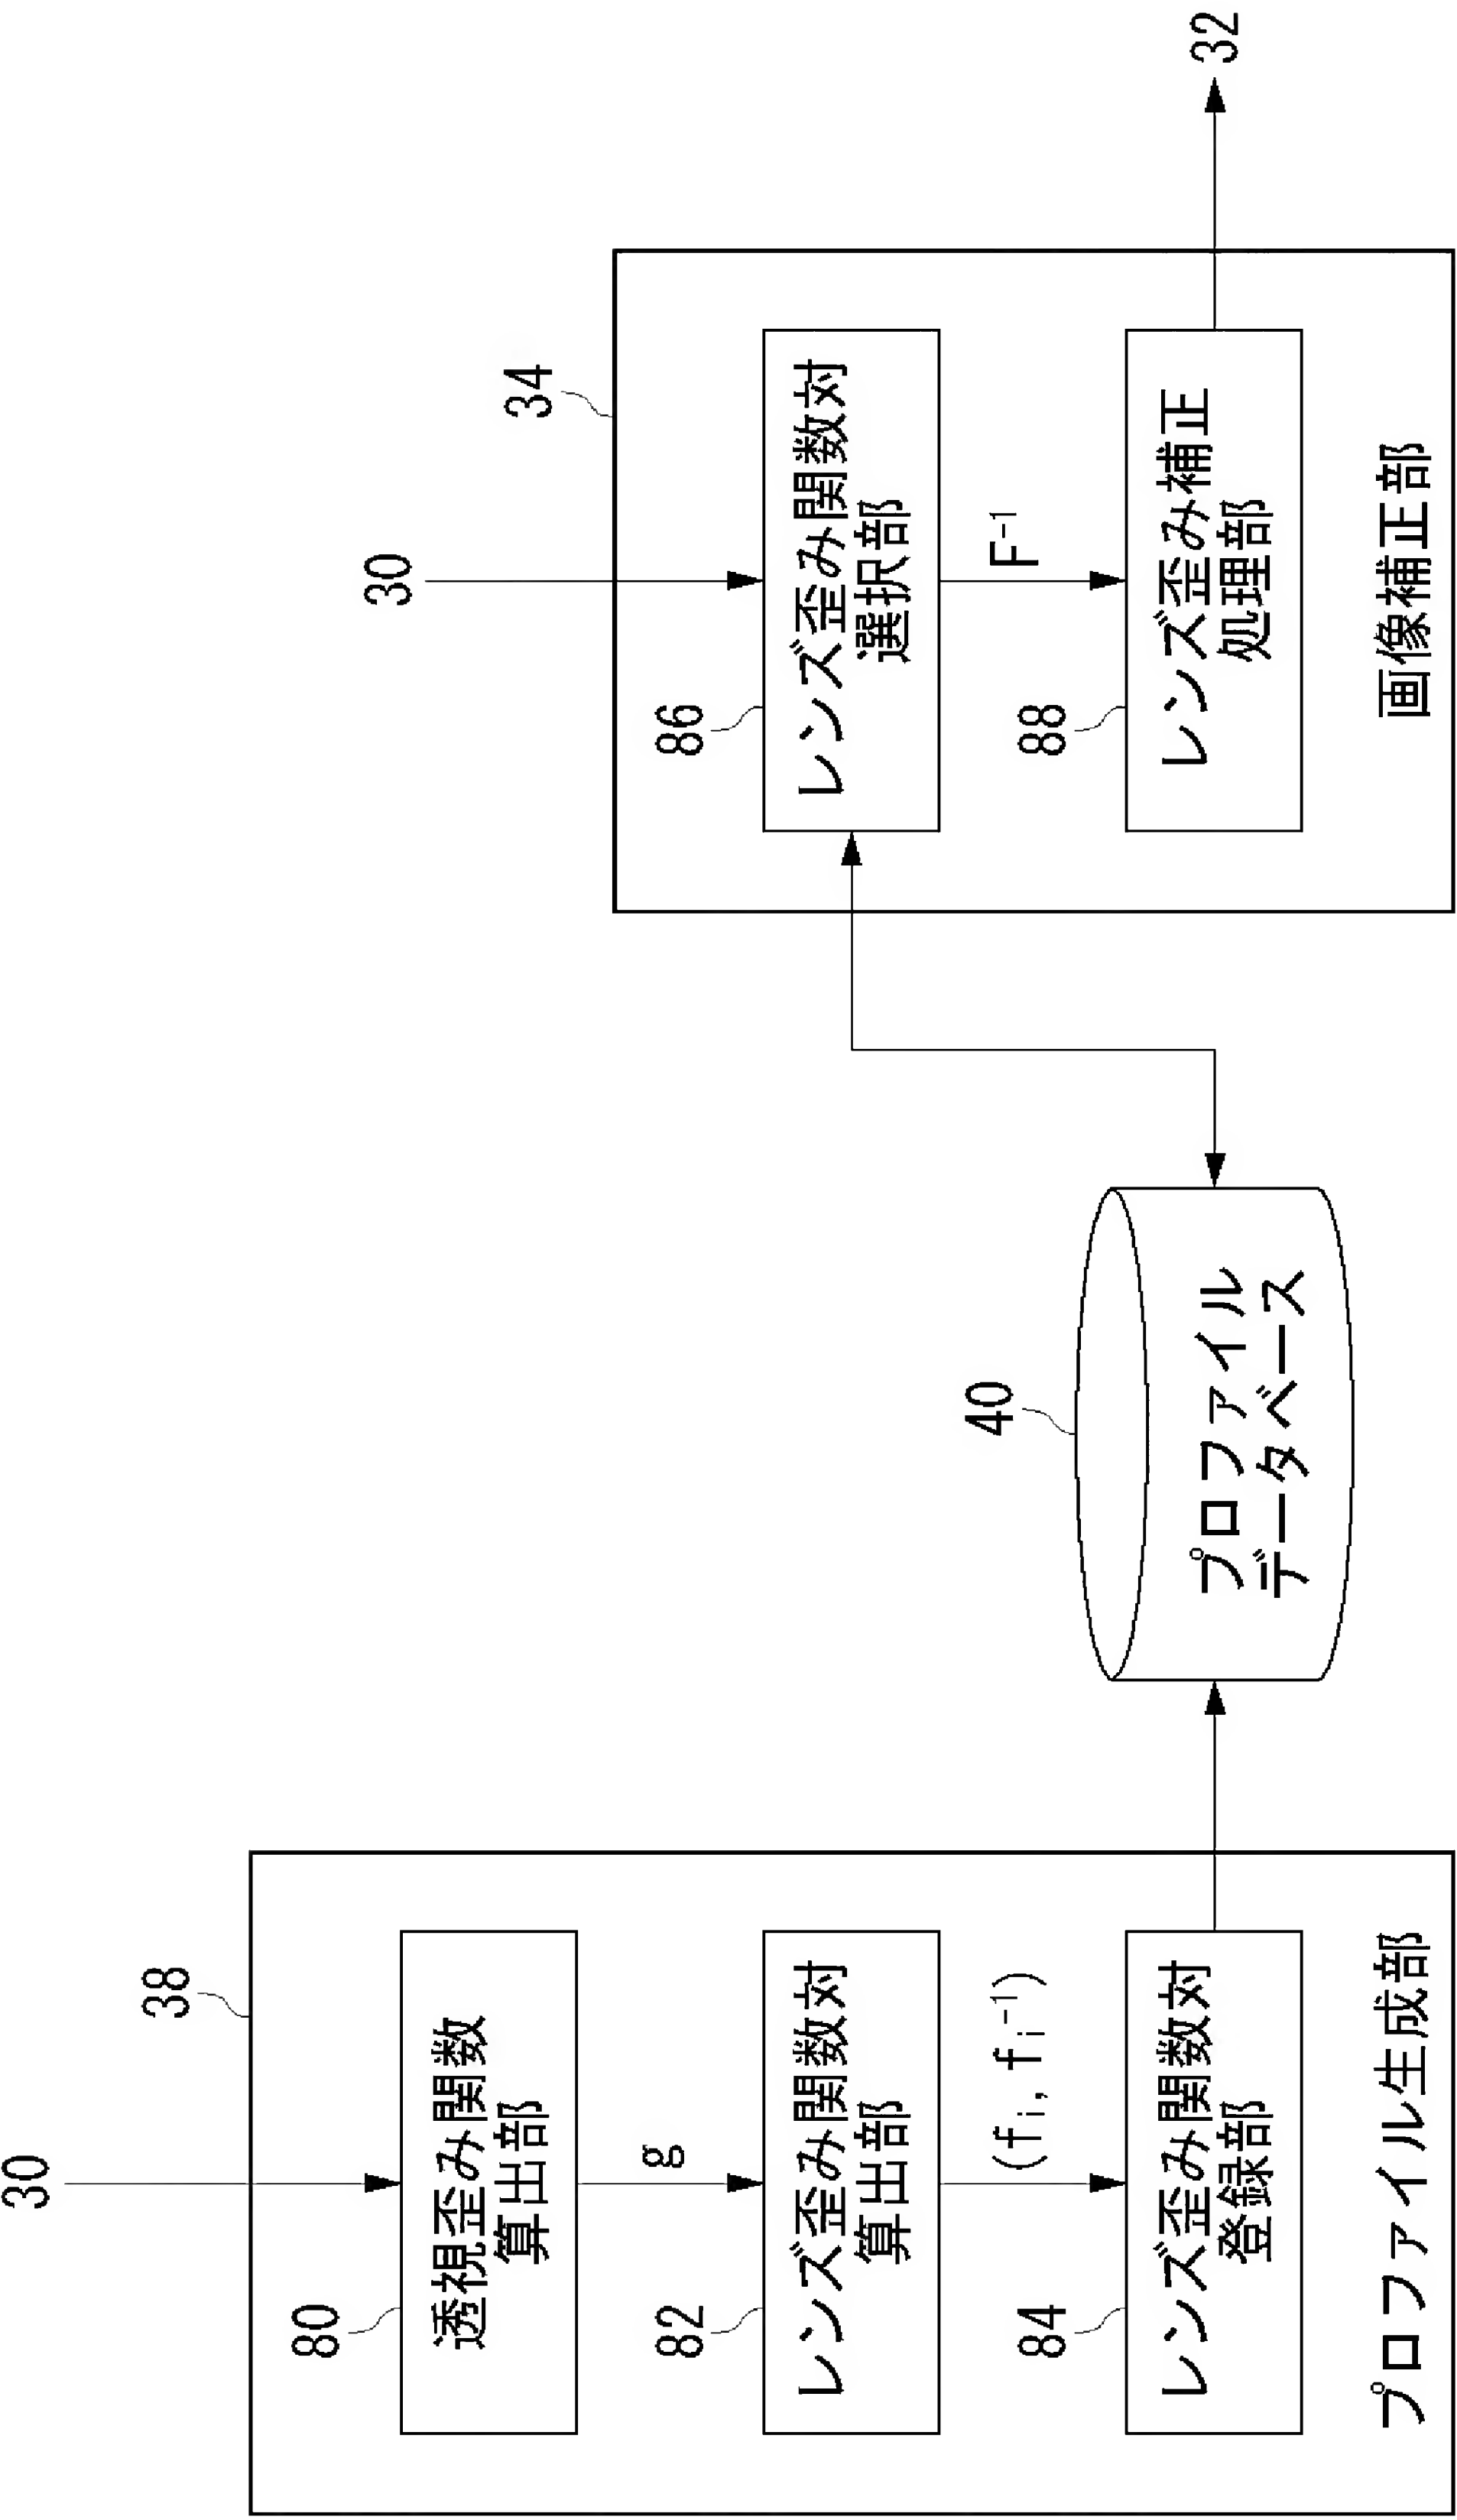 30
38
80
透視歪み関数
算出部
g
82
レンズ歪み関数対
算出部
(fi, fi⁻¹)
84
レンズ歪み関数対
登録部
プロファイル生成部
40
プロファイル
データベース
30
34
86
レンズ歪み関数対
選択部
F⁻¹
88
レンズ歪み補正
処理部
画像補正部
32